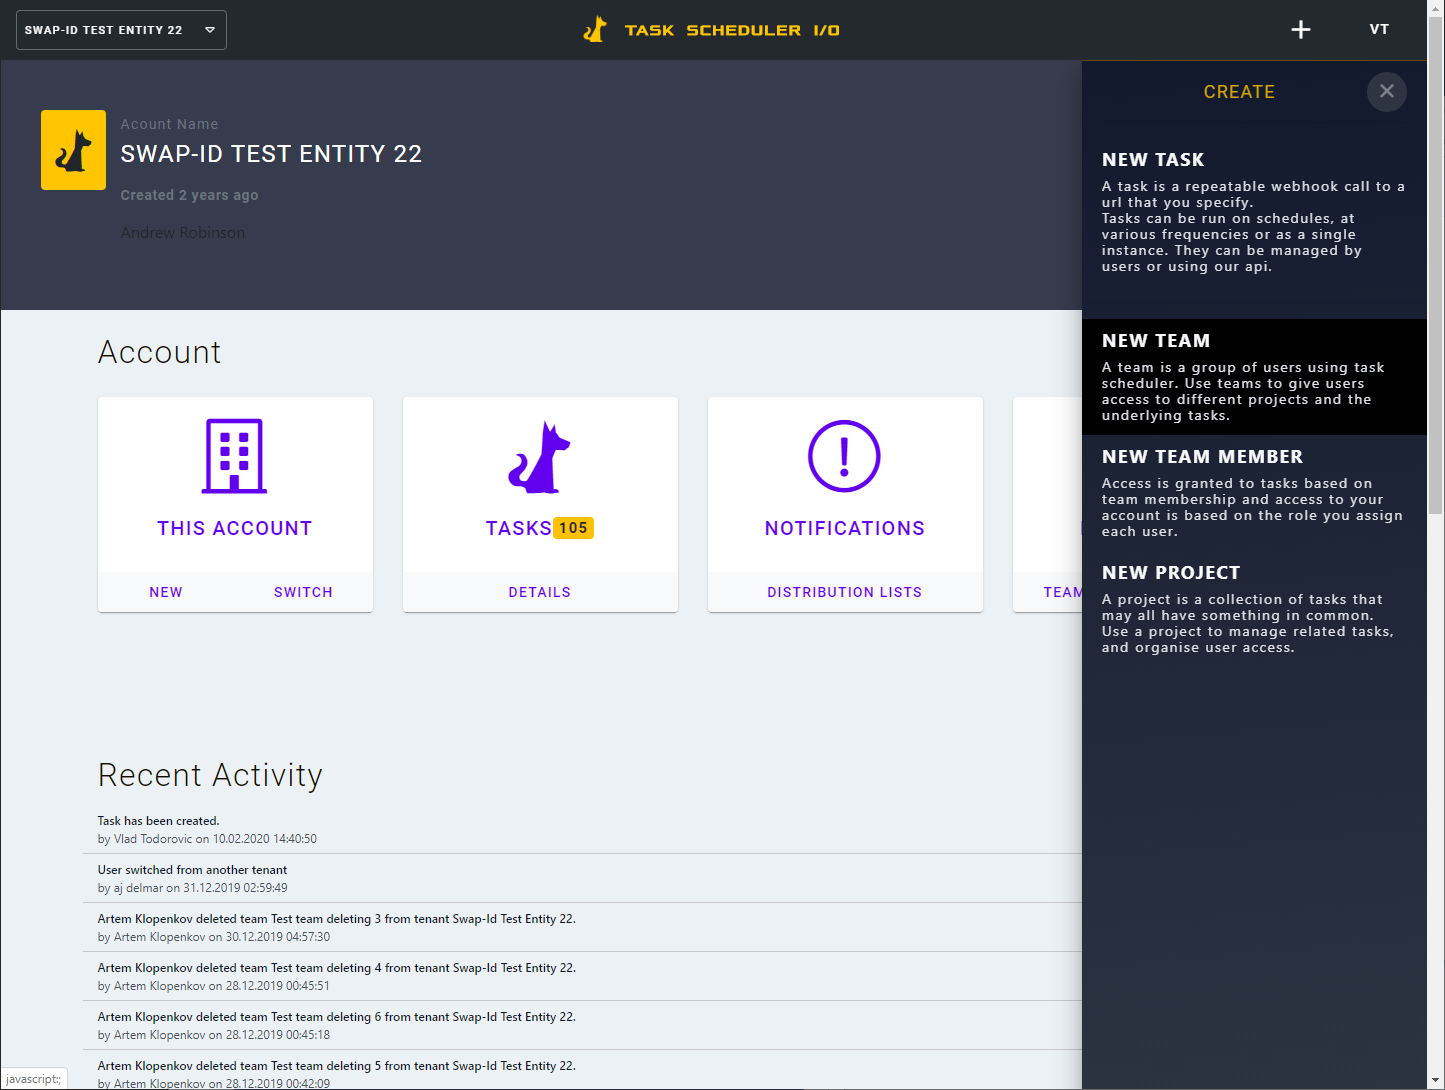 SWAP-ID TEST ENTITY 22
TASK SCHEDULER I/O
VT
Acount Name
SWAP-ID TEST ENTITY 22
Created 2 years ago
Andrew Robinson
CREATE
NEW TASK
A task is a repeatable webhook call to a
url that you specify.
Tasks can be run on schedules, at
various frequencies or as a single
instance. They can be managed by
users or using our api.
NEW TEAM
A team is a group of users using task
scheduler. Use teams to give users
access to different projects and the
underlying tasks.
NEW TEAM MEMBER
Access is granted to tasks based on
team membership and access to your
account is based on the role you assign
each user.
NEW PROJECT
A project is a collection of tasks that
may all have something in common.
Use a project to manage related tasks,
and organise user access.
Account
THIS ACCOUNT
NEW SWITCH
TASKS 105
DETAILS
NOTIFICATIONS
DISTRIBUTION LISTS
TEAM
Recent Activity
Task has been created.
by Vlad Todorovic on 10.02.2020 14:40:50
User switched from another tenant
by aj delmar on 31.12.2019 02:59:49
Artem Klopenkov deleted team Test team deleting 3 from tenant Swap-Id Test Entity 22.
by Artem Klopenkov on 30.12.2019 04:57:30
Artem Klopenkov deleted team Test team deleting 4 from tenant Swap-Id Test Entity 22.
by Artem Klopenkov on 28.12.2019 00:45:51
Artem Klopenkov deleted team Test team deleting 6 from tenant Swap-Id Test Entity 22.
by Artem Klopenkov on 28.12.2019 00:45:18
Artem Klopenkov deleted team Test team deleting 5 from tenant Swap-Id Test Entity 22.
by Artem Klopenkov on 28.12.2019 00:42:09
javascript:;